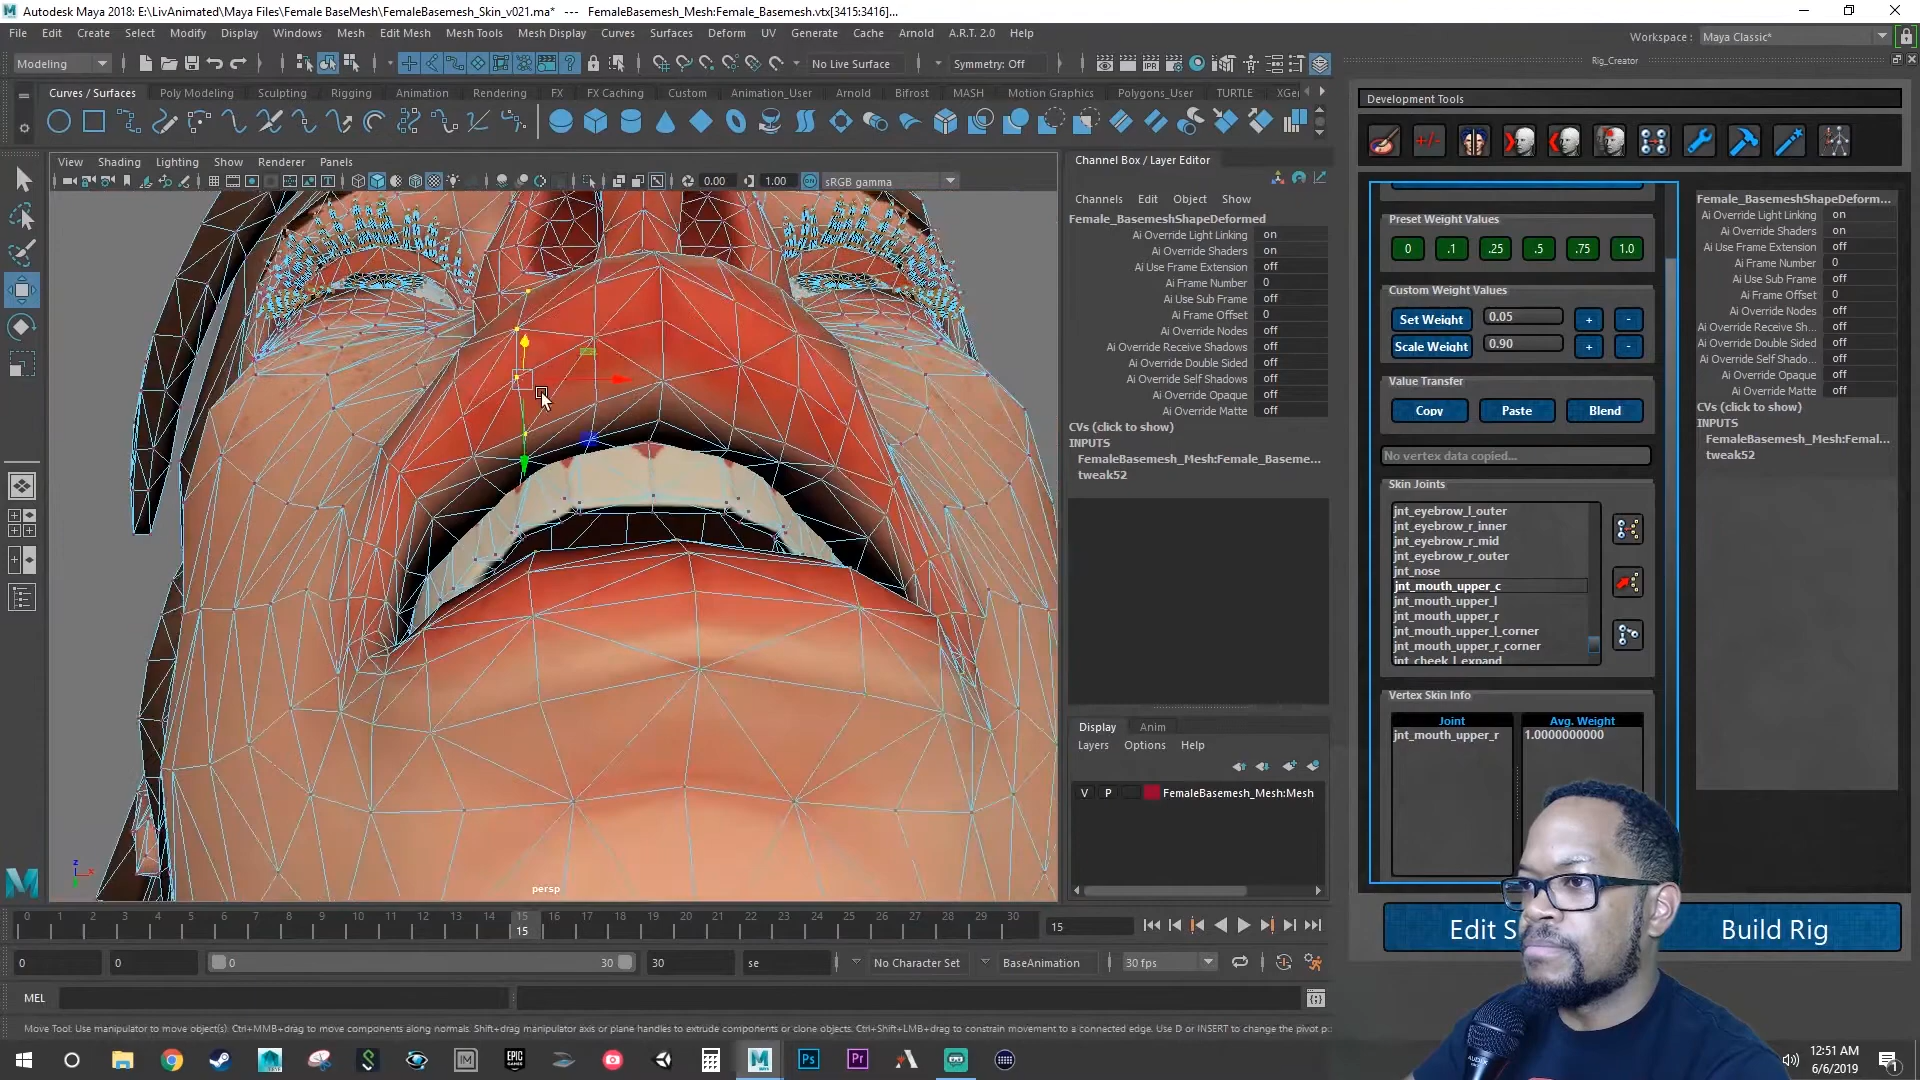 Autodesk Maya 2018: E:\LivAnimated\Maya Files\Female BaseMesh\FemaleBasemesh_Skin_v021.ma* --- FemaleBasemesh_Mesh:Female_Basemesh.vtx[3415:3416]...
File Edit Create Select Modify Display Windows Mesh Edit Mesh Mesh Tools Mesh Display Curves Surfaces Deform UV Generate Cache Arnold A.R.T. 2.0 Help
Workspace : Maya Classic*
Modeling No Live Surface Symmetry: Off
Rig_Creator
Curves / Surfaces Poly Modeling Sculpting Rigging Animation Rendering FX FX Caching Custom Animation_User Arnold Bifrost MASH Motion Graphics Polygons_User TURTLE XGe
Development Tools
View Shading Lighting Show Renderer Panels
0.00 1.00 sRGB gamma
persp
Channel Box / Layer Editor
Channels Edit Object Show
Female_BasemeshShapeDeformed
Ai Override Light Linking on
Ai Override Shaders on
Ai Use Frame Extension off
Ai Frame Number 0
Ai Use Sub Frame off
Ai Frame Offset 0
Ai Override Nodes off
Ai Override Receive Shadows off
Ai Override Double Sided off
Ai Override Self Shadows off
Ai Override Opaque off
Ai Override Matte off
CVs (click to show)
INPUTS
FemaleBasemesh_Mesh:Female_Baseme...
tweak52
Display Anim
Layers Options Help
V P FemaleBasemesh_Mesh:Mesh
Preset Weight Values
0 .1 .25 .5 .75 1.0
Custom Weight Values
Set Weight 0.05 + -
Scale Weight 0.90 + -
Value Transfer
Copy Paste Blend
No vertex data copied...
Skin Joints
jnt_eyebrow_l_outer
jnt_eyebrow_r_inner
jnt_eyebrow_r_mid
jnt_eyebrow_r_outer
jnt_nose
jnt_mouth_upper_c
jnt_mouth_upper_l
jnt_mouth_upper_r
jnt_mouth_upper_l_corner
jnt_mouth_upper_r_corner
jnt_cheek_l_expand
Vertex Skin Info
Joint Avg. Weight
jnt_mouth_upper_r 1.0000000000
Female_BasemeshShapeDeform...
Ai Override Light Linking on
Ai Override Shaders on
Ai Use Frame Extension off
Ai Frame Number 0
Ai Use Sub Frame off
Ai Frame Offset 0
Ai Override Nodes off
Ai Override Receive Sh... off
Ai Override Double Sided off
Ai Override Self Shado... off
Ai Override Opaque off
Ai Override Matte off
CVs (click to show)
INPUTS
FemaleBasemesh_Mesh:Femal...
tweak52
Edit S Build Rig
0 1 2 3 4 5 6 7 8 9 10 11 12 13 14 15 16 17 18 19 20 21 22 23 24 25 26 27 28 29 30
15 15
0 0 0 30 30 se No Character Set BaseAnimation 30 fps
MEL
Move Tool: Use manipulator to move object(s). Ctrl+MMB+drag to move components along normals. Shift+drag manipulator axis or plane handles to extrude components or clone objects. Ctrl+Shift+LMB+drag to constrain movement to a connected edge. Use D or INSERT to change the pivot p
12:51 AM
6/6/2019